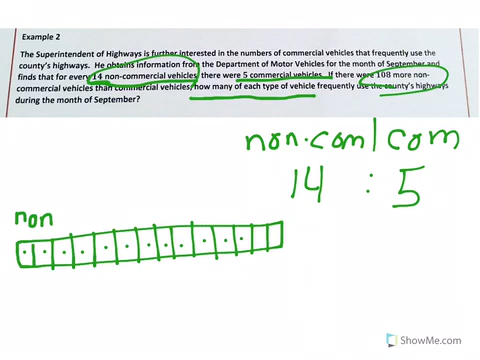 Example 2
The Superintendent of Highways is further interested in the numbers of commercial vehicles that frequently use the
county's highways. He obtains information from the Department of Motor Vehicles for the month of September and
finds that for every 14 non-commercial vehicles, there were 5 commercial vehicles. If there were 108 more non-
commercial vehicles than commercial vehicles, how many of each type of vehicle frequently use the county's highways
during the month of September?
non.com | com
14 : 5
non
ShowMe.com